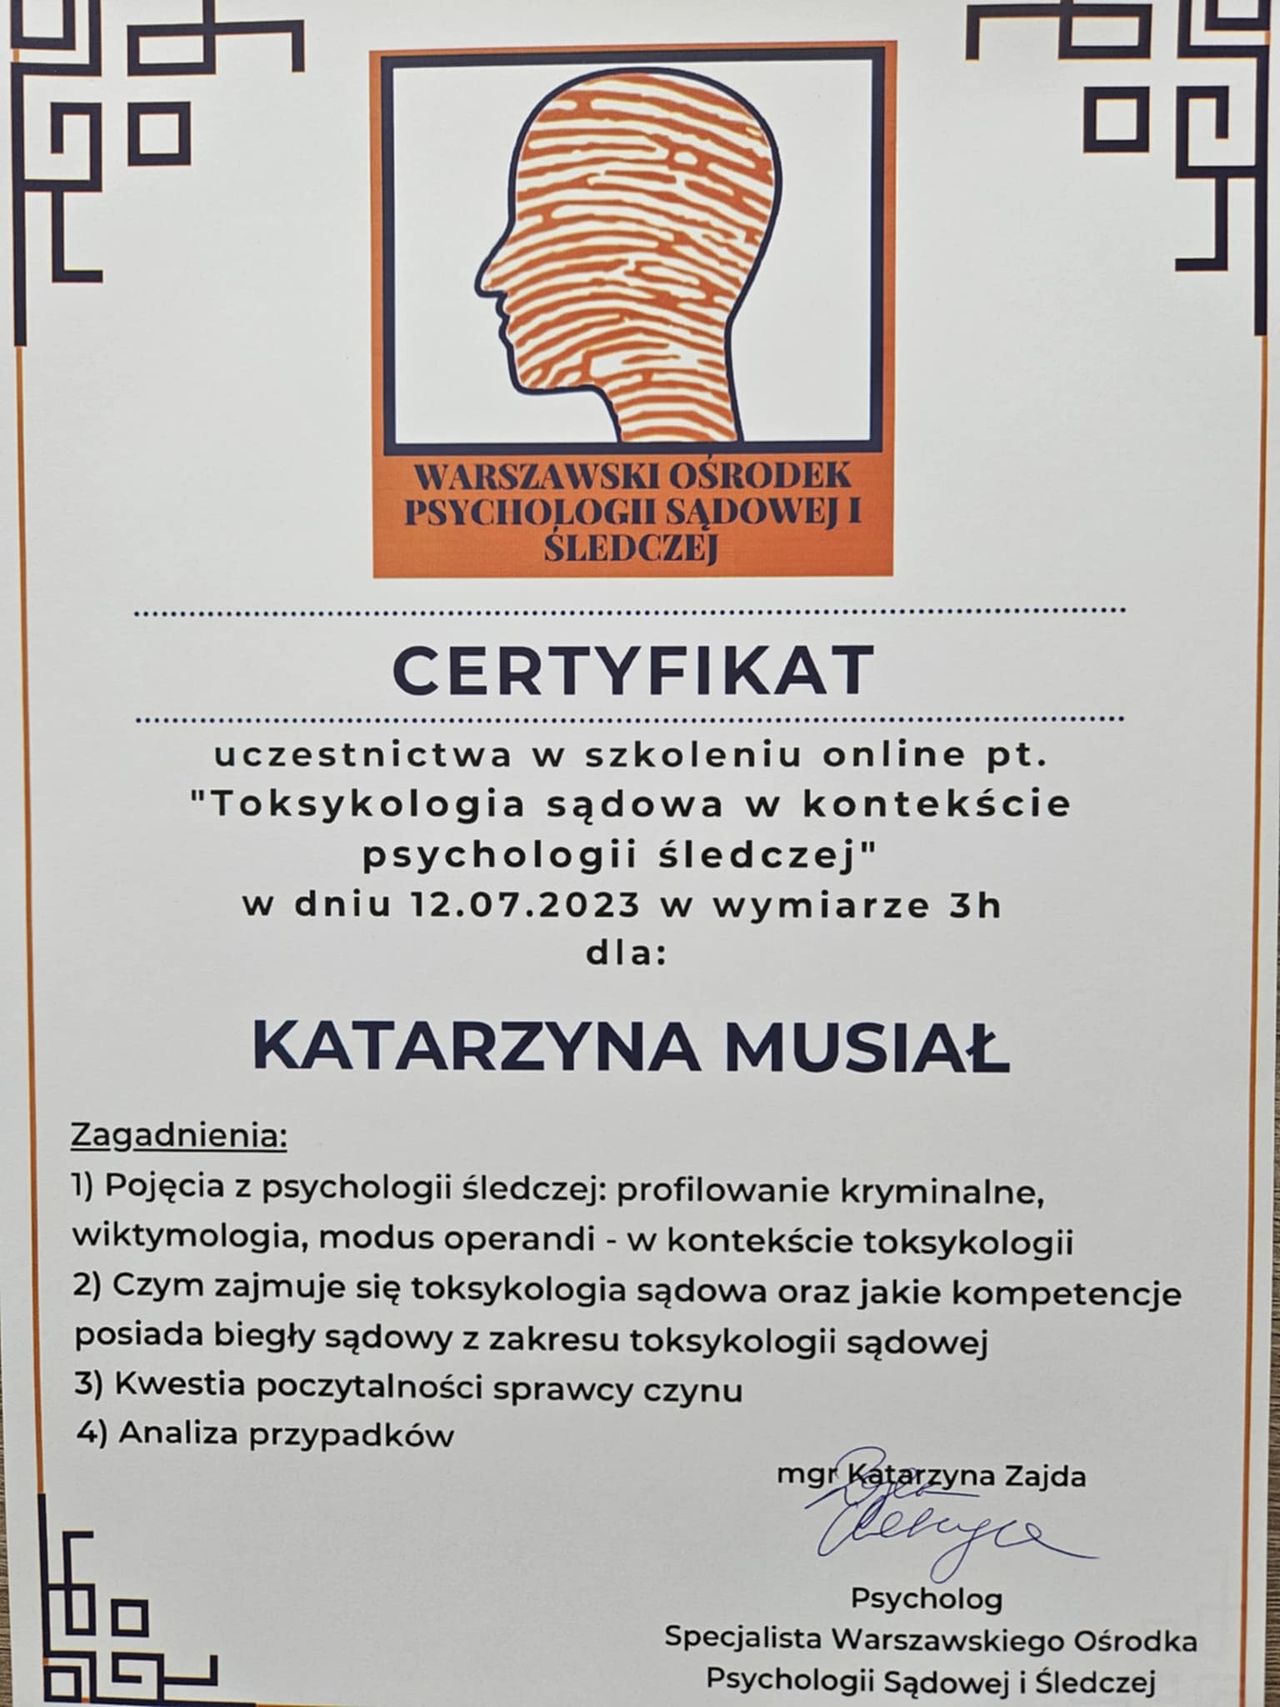 WARSZAWSKI OŚRODEK
PSYCHOLOGII SĄDOWEJ I
ŚLEDCZEJ
CERTYFIKAT
uczestnictwa w szkoleniu online pt.
"Toksykologia sądowa w kontekście
psychologii śledczej"
w dniu 12.07.2023 w wymiarze 3h
dla:
KATARZYNA MUSIAŁ
Zagadnienia:
1) Pojęcia z psychologii śledczej: profilowanie kryminalne,
wiktymologia, modus operandi - w kontekście toksykologii
2) Czym zajmuje się toksykologia sądowa oraz jakie kompetencje
posiada biegły sądowy z zakresu toksykologii sądowej
3) Kwestia poczytalności sprawcy czynu
4) Analiza przypadków
mgr Katarzyna Zajda
Psycholog
Specjalista Warszawskiego Ośrodka
Psychologii Sądowej i Śledczej